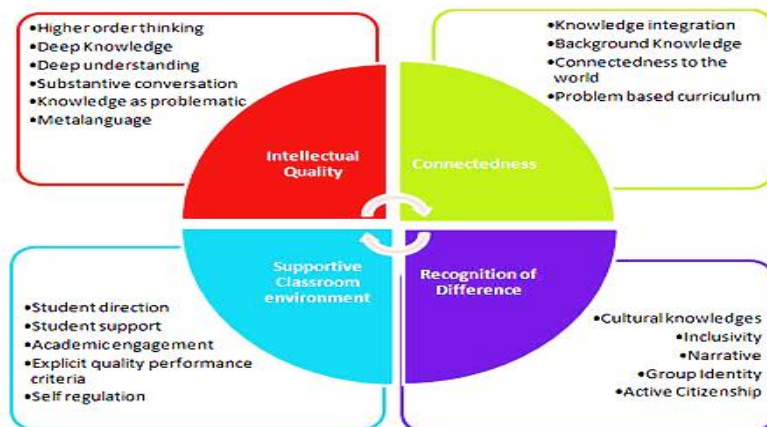 •Higher order thinking
•Deep Knowledge
•Deep understanding
•Substantive conversation
•Knowledge as problematic
•Metalanguage
•Knowledge integration
•Background Knowledge
•Connectedness to the
world
•Problem based curriculum
Intellectual
Quality
Connectedness
Supportive
Classroom
environment
Recognition of
Difference
•Student direction
•Student support
•Academic engagement
•Explicit quality performance
criteria
•Self regulation
•Cultural knowledges
•Inclusivity
•Narrative
•Group Identity
•Active Citizenship